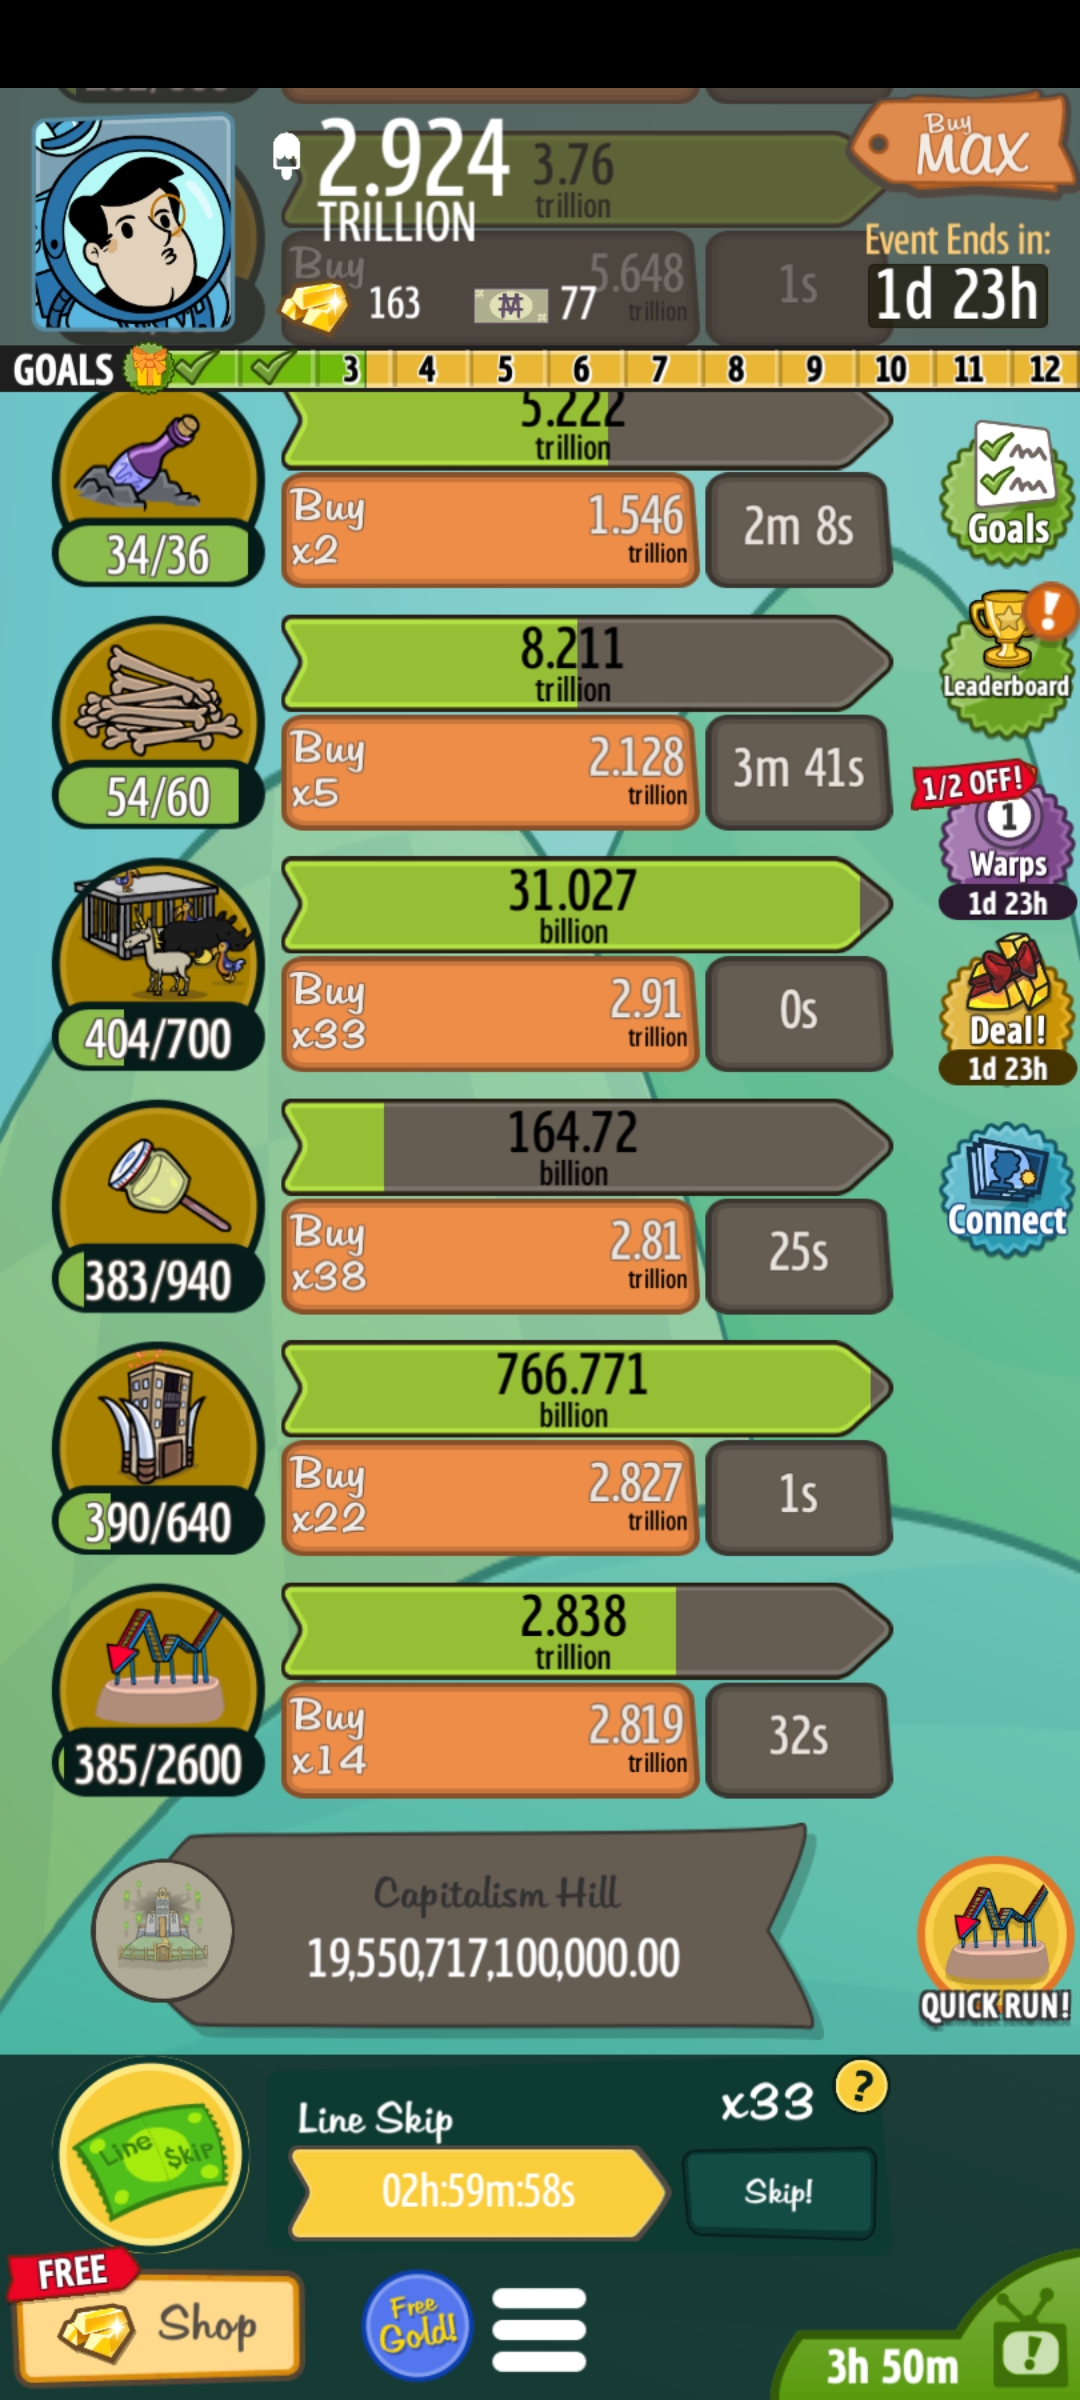 2.924
TRILLION
3.76
trillion
Buy
MAX
Buy
5.648
trillion
1s
163
77
Event Ends in:
1d 23h
GOALS 3 4 5 6 7 8 9 10 11 12
5.222
trillion
34/36
Buy
x2
1.546
trillion
2m 8s
Goals
8.211
trillion
54/60
Buy
x5
2.128
trillion
3m 41s
!
Leaderboard
1/2 OFF!
1
Warps
1d 23h
31.027
billion
404/700
Buy
x33
2.91
trillion
0s
Deal!
1d 23h
164.72
billion
383/940
Buy
x38
2.81
trillion
25s
Connect
766.771
billion
390/640
Buy
x22
2.827
trillion
1s
2.838
trillion
385/2600
Buy
x14
2.819
trillion
32s
Capitalism Hill
19,550,717,100,000.00
QUICK RUN!
Line $kip
Line Skip
x33
?
02h:59m:58s
Skip!
FREE
Shop
Free
Gold!
3h 50m
!